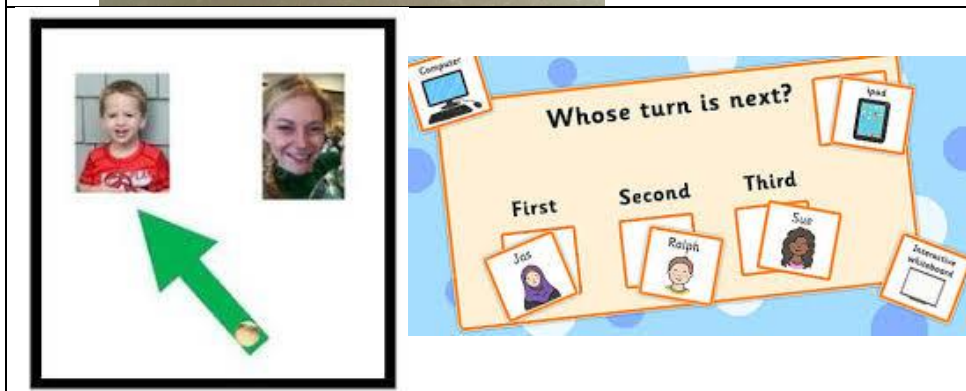 Computer
Whose turn is next?
ipad
First
Second
Third
Jas
Ralph
Sue
Interactive
whiteboard